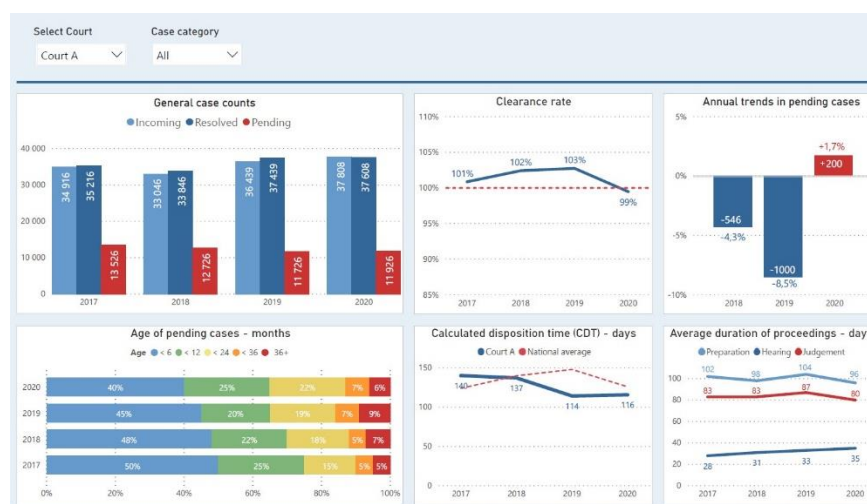 Select Court
Case category
Court A
All
General case counts
Incoming Resolved Pending
40 000
30 000
20 000
10 000
0
34 916
35 216
13 526
33 046
33 846
12 726
36 439
37 439
11 726
37 808
37 608
11 926
2017 2018 2019 2020
Clearance rate
110%
105%
100%
95%
90%
85%
101%
102%
103%
99%
2017 2018 2019 2020
Annual trends in pending cases
5%
0%
-5%
-10%
-546
-4,3%
-1000
-8,5%
+1,7%
+200
2018 2019 2020
Age of pending cases - months
Age < 6 < 12 < 24 < 36 36+
2020 40% 25% 22% 7% 6%
2019 45% 20% 19% 7% 9%
2018 48% 22% 18% 5% 7%
2017 50% 25% 15% 5% 5%
0% 20% 40% 60% 80% 100%
Calculated disposition time (CDT) - days
Court A National average
150
100
50
0
140
137
114
116
2017 2018 2019 2020
Average duration of proceedings - day
Preparation Hearing Judgement
100
80
60
40
20
0
102 98 104 96
83 83 87 80
28 31 33 35
2017 2018 2019 2020